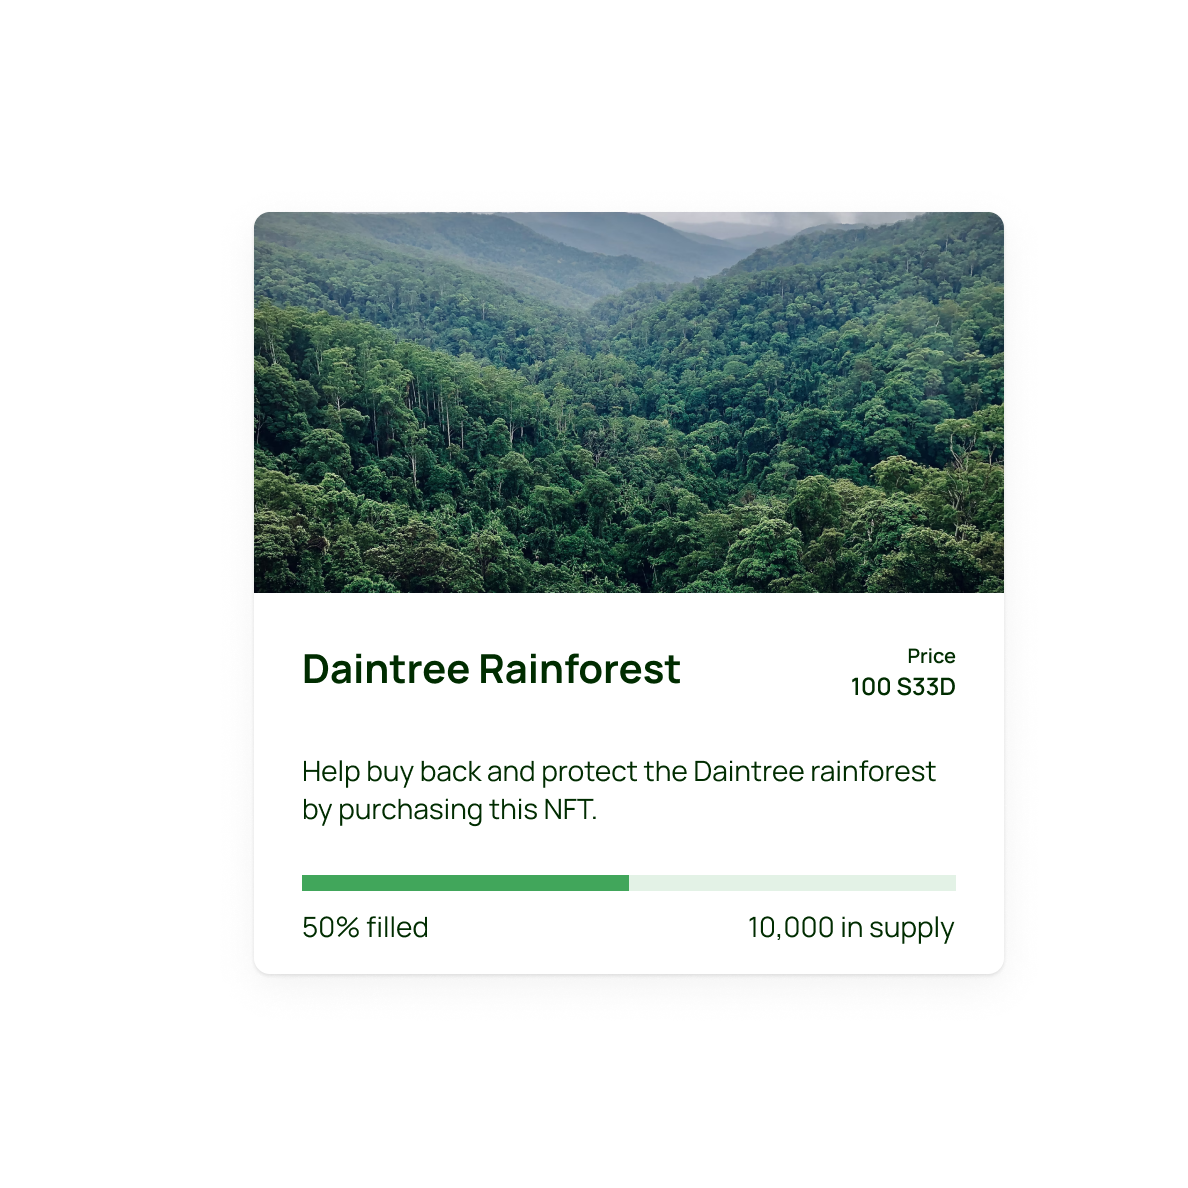 Daintree Rainforest
Price
100 S33D
Help buy back and protect the Daintree rainforest
by purchasing this NFT.
50% filled
10,000 in supply